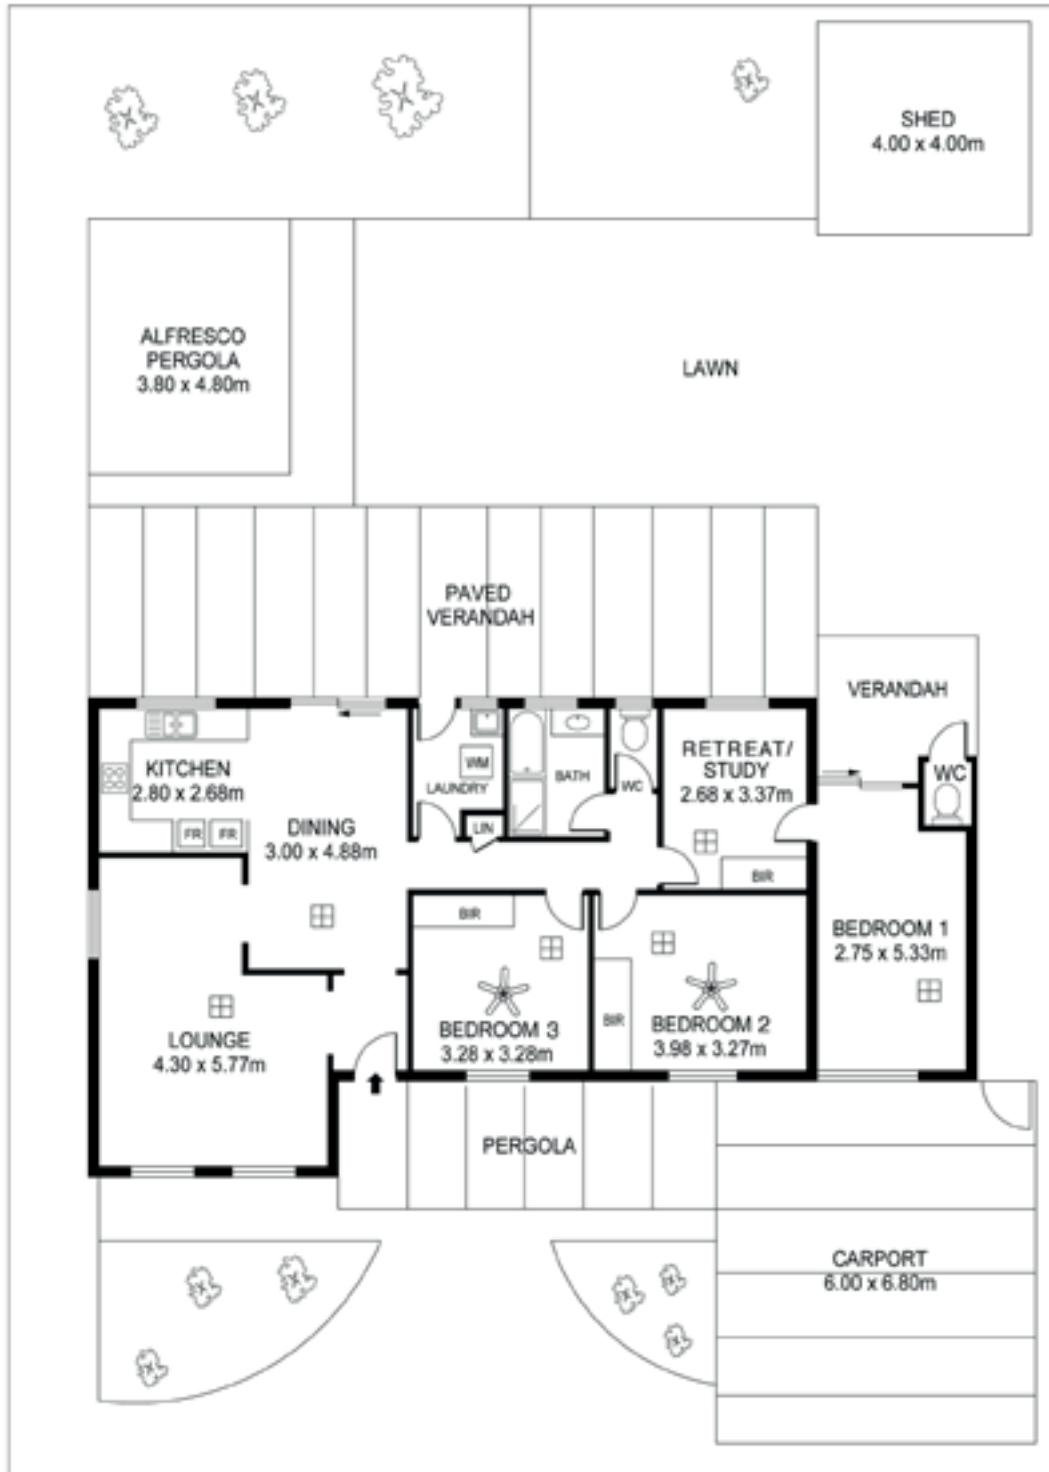 SHED
4.00 x 4.00m
ALFRESCO
PERGOLA
3.80 x 4.80m
LAWN
PAVED
VERANDAH
VERANDAH
KITCHEN
2.80 x 2.68m
FR
FR
DINING
3.00 x 4.88m
WM
LAUNDRY
LIN
BATH
WC
RETREAT/
STUDY
2.68 x 3.37m
BIR
WC
BEDROOM 1
2.75 x 5.33m
LOUNGE
4.30 x 5.77m
BIR
BEDROOM 3
3.28 x 3.28m
BIR
BEDROOM 2
3.98 x 3.27m
PERGOLA
CARPORT
6.00 x 6.80m